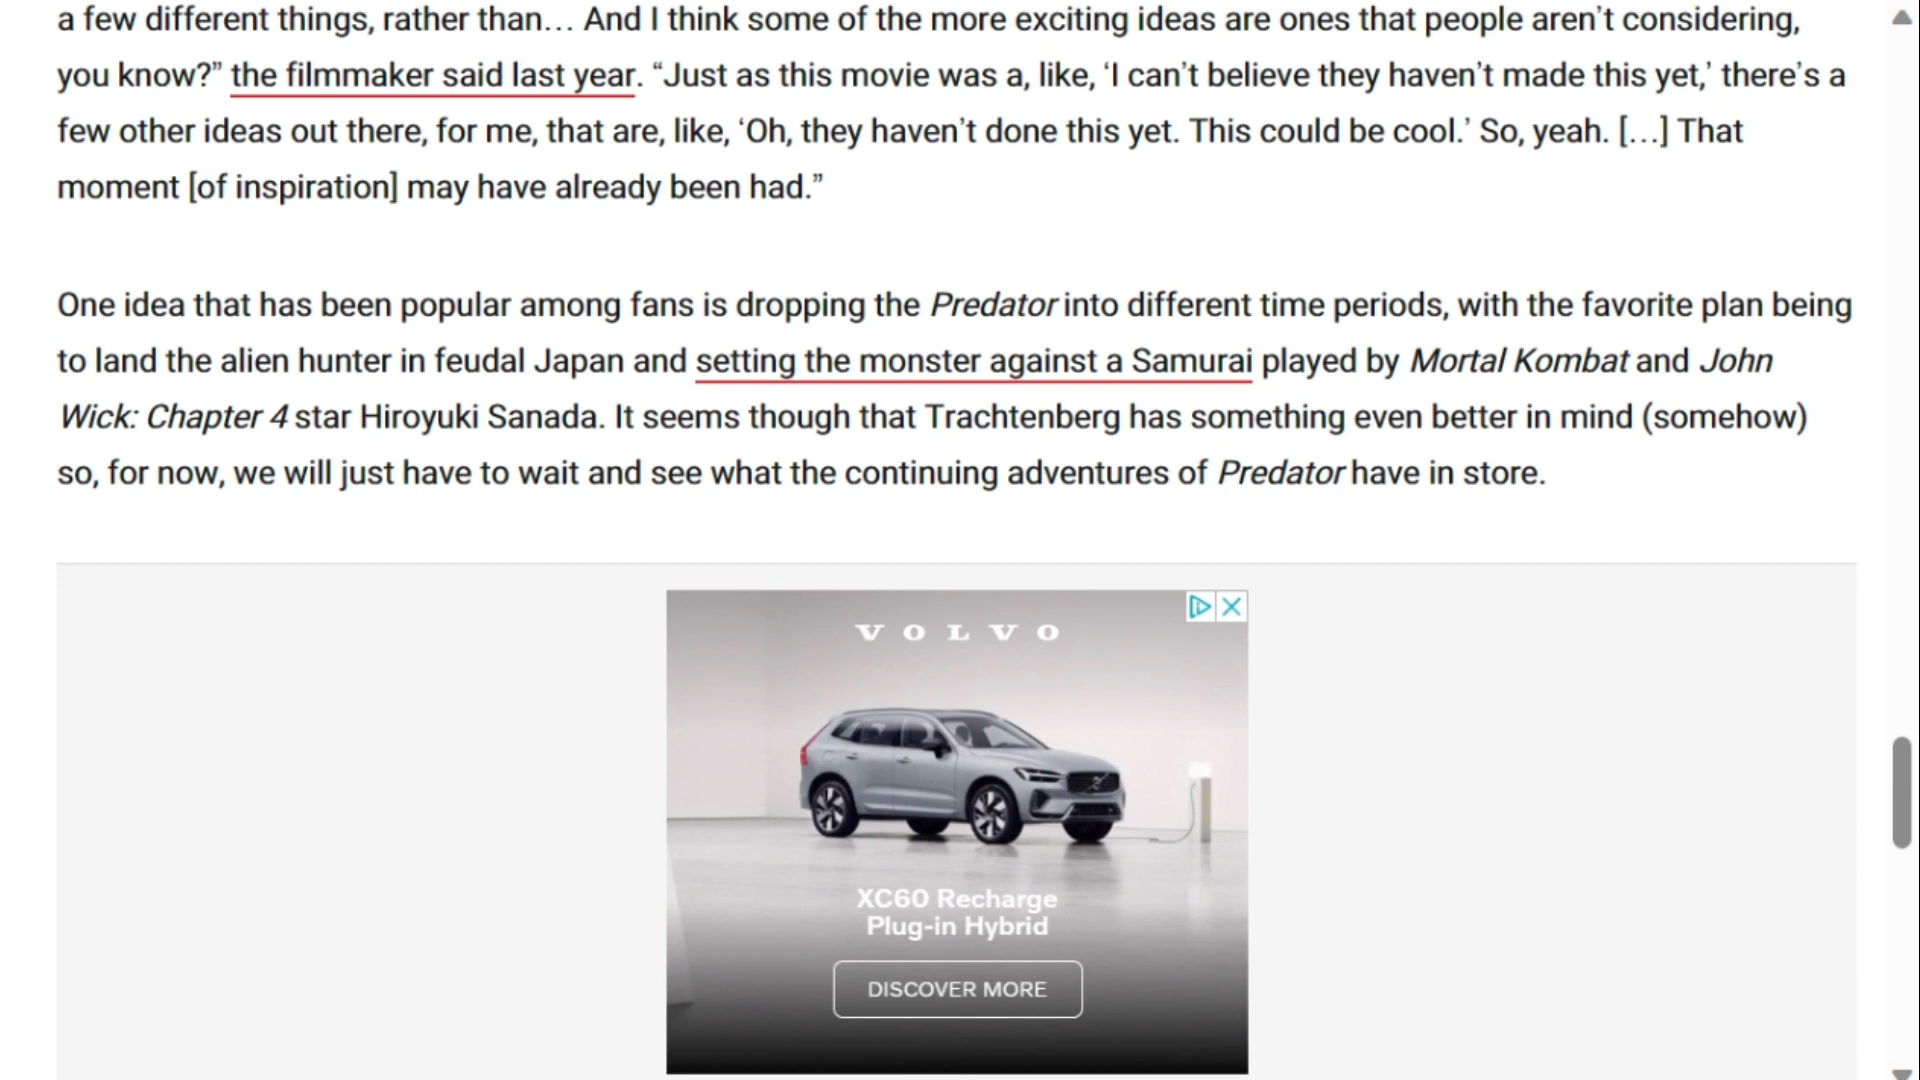 a few different things, rather than… And I think some of the more exciting ideas are ones that people aren’t considering,
you know?” the filmmaker said last year. “Just as this movie was a, like, ‘I can’t believe they haven’t made this yet,’ there’s a
few other ideas out there, for me, that are, like, ‘Oh, they haven’t done this yet. This could be cool.’ So, yeah. […] That
moment [of inspiration] may have already been had.”
One idea that has been popular among fans is dropping the Predator into different time periods, with the favorite plan being
to land the alien hunter in feudal Japan and setting the monster against a Samurai played by Mortal Kombat and John
Wick: Chapter 4 star Hiroyuki Sanada. It seems though that Trachtenberg has something even better in mind (somehow)
so, for now, we will just have to wait and see what the continuing adventures of Predator have in store.
VOLVO
XC60 Recharge
Plug-in Hybrid
DISCOVER MORE